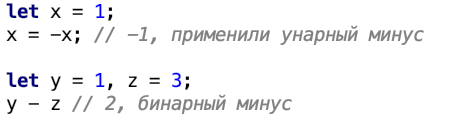 let x = 1;
x = -x; // -1, применили унарный минус
let y = 1, z = 3;
y - z // 2, бинарный минус